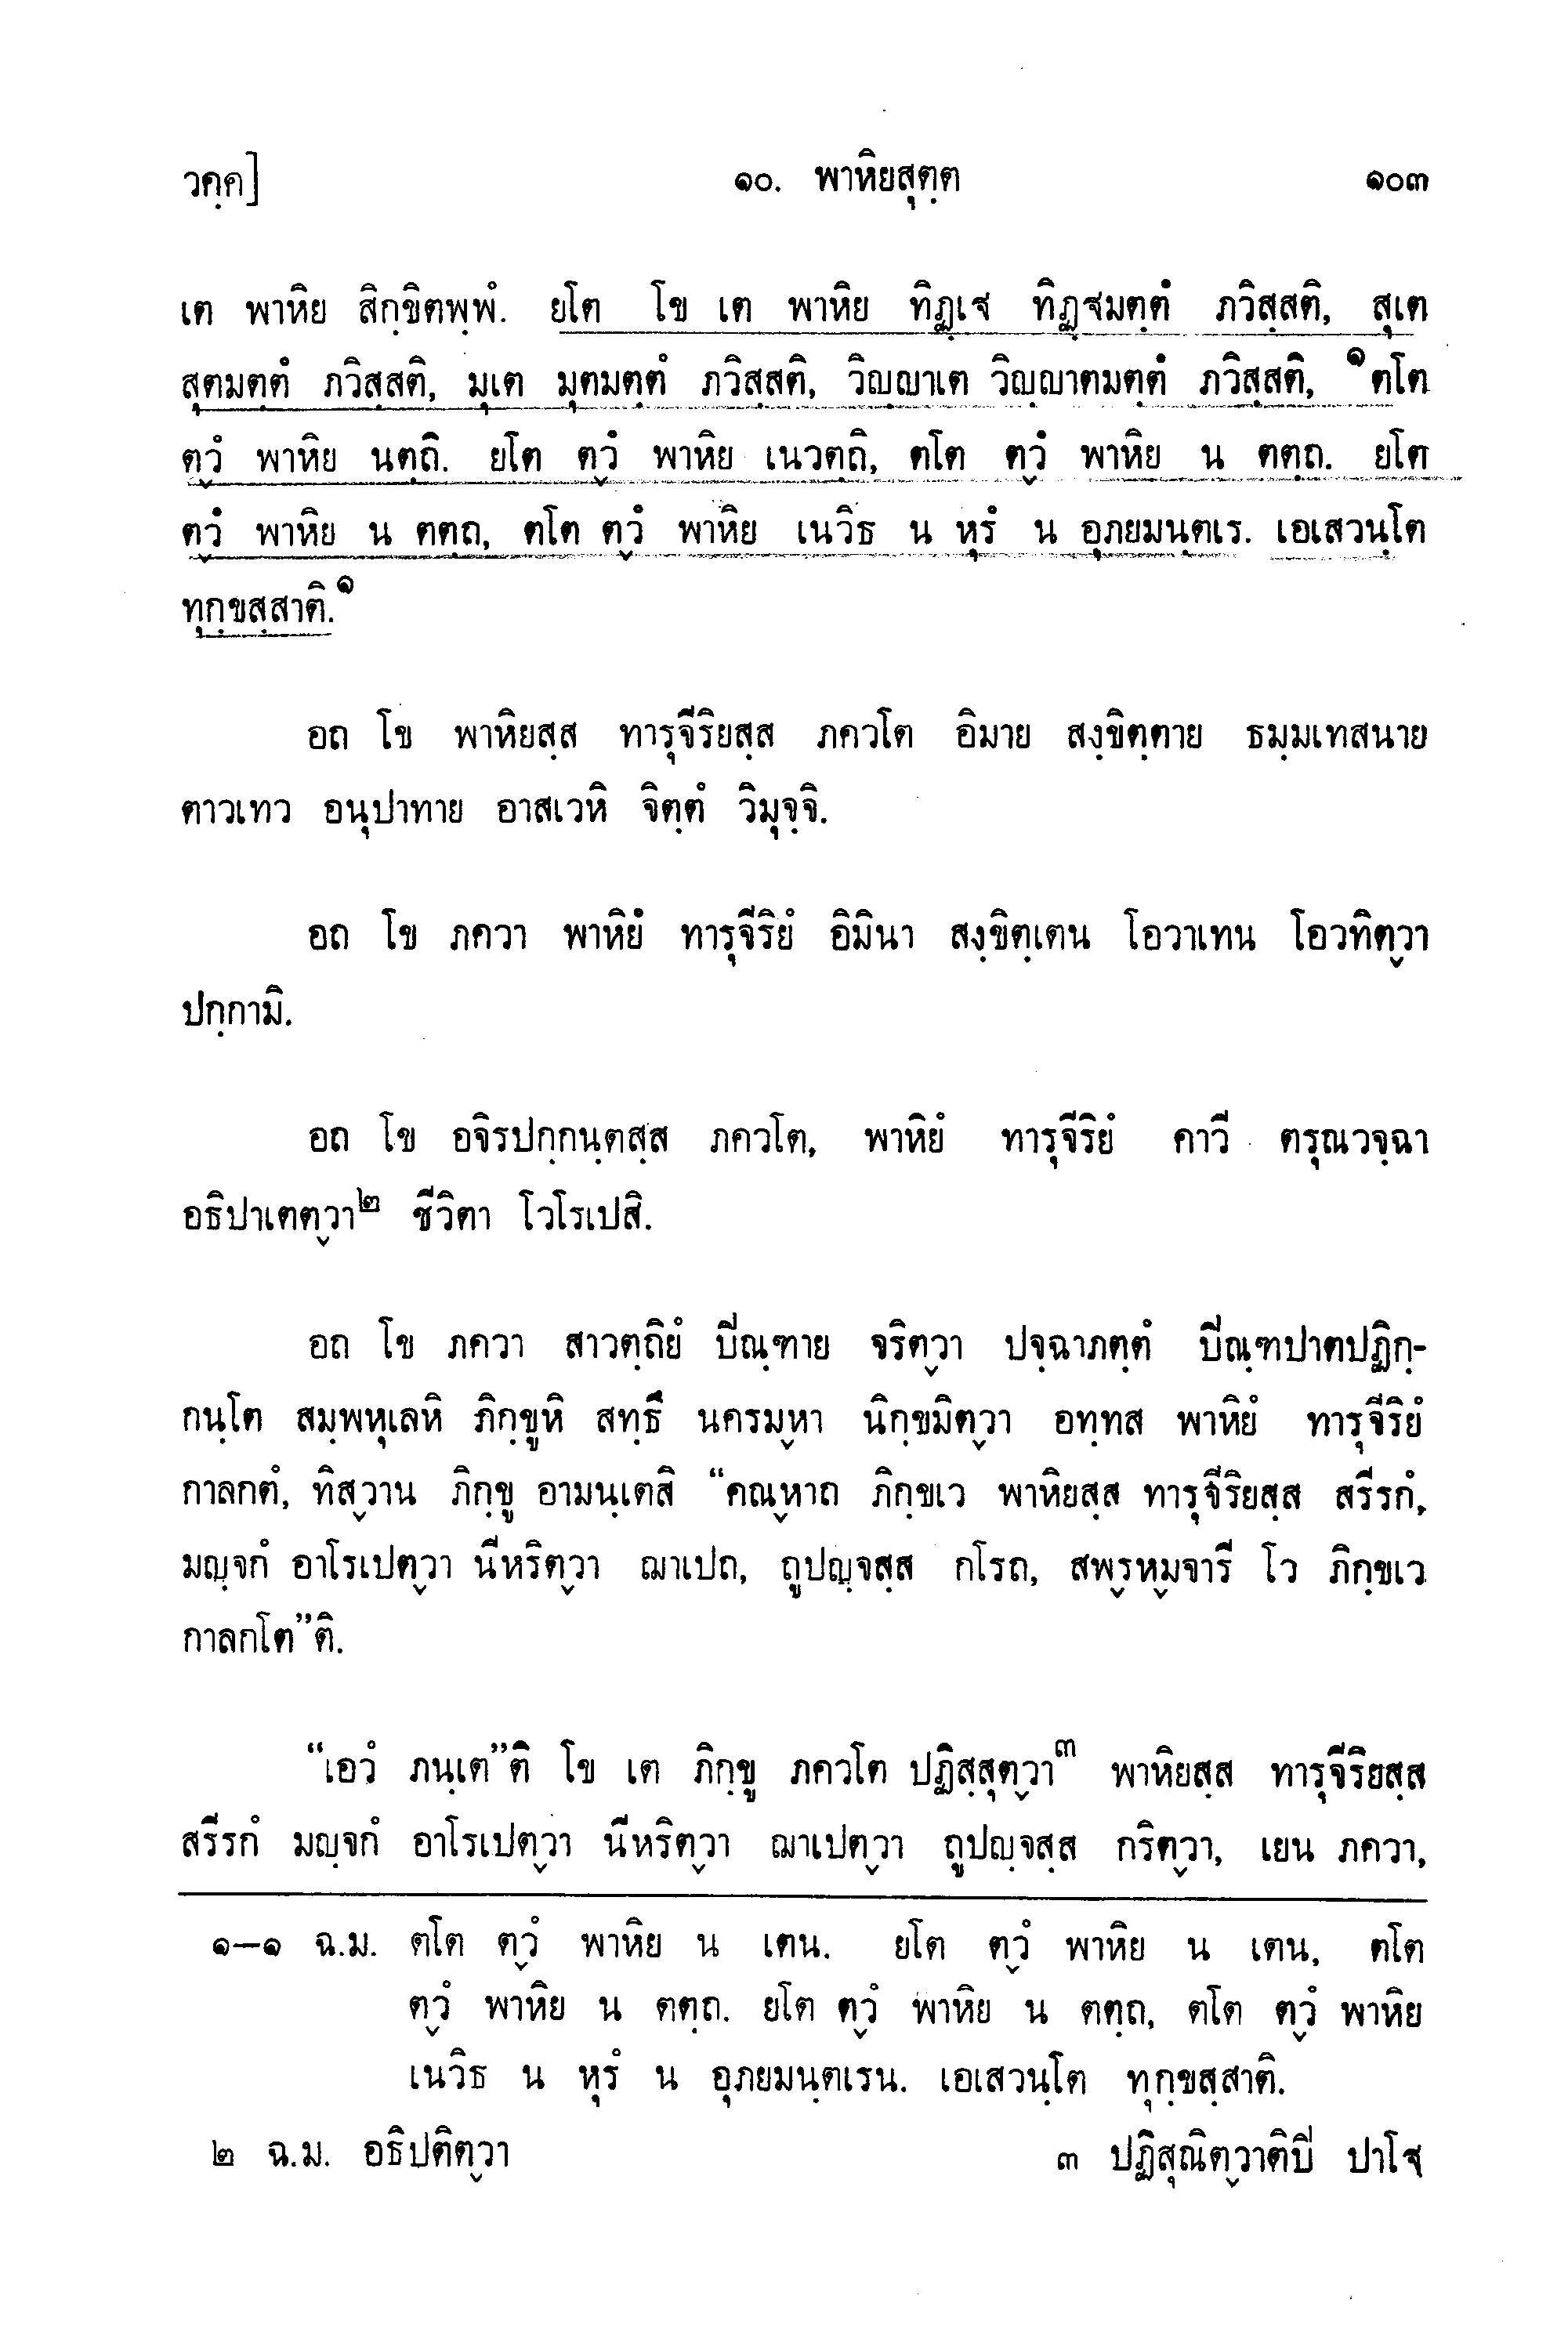 วคฺค]	๑๐. พาหิยสุตฺต	๑๐๓
เต พาหิย สิกฺขิตพฺพํ. ยโต โข เต พาหิย ทิฏฺเฐ ทิฏฺฐมตฺตํ ภวิสฺสติ, สุเต
สุตมตฺตํ ภวิสฺสติ, มุเต มุตมตฺตํ ภวิสฺสติ, วิญฺญาเต วิญฺญาตมตฺตํ ภวิสฺสติ, ๑ตโต
ตฺวํ พาหิย นตฺถิ. ยโต ตฺวํ พาหิย เนวตฺถิ, ตโต ตฺวํ พาหิย น ตตฺถ. ยโต
ตฺวํ พาหิย น ตตฺถ, ตโต ตฺวํ พาหิย เนวิธ น หุรํ น อุภยมนฺตเร. เอเสวนฺโต
ทุกฺขสฺสาติ.๑
อถ โข พาหิยสฺส ทารุจีริยสฺส ภควโต อิมาย สงฺขิตฺตาย ธมฺมเทสนาย
ตาวเทว อนุปาทาย อาสเวหิ จิตฺตํ วิมุจฺจิ.
อถ โข ภควา พาหิยํ ทารุจีริยํ อิมินา สงฺขิตฺเตน โอวาเทน โอวทิตฺวา
ปกฺกามิ.
อถ โข อจิรปกฺกนฺตสฺส ภควโต, พาหิยํ ทารุจีริยํ คาวี ตรุณวจฺฉา
อธิปาเตตฺวา๒ ชีวิตา โวโรเปสิ.
อถ โข ภควา สาวตฺถิยํ ปิณฺฑาย จริตฺวา ปจฺฉาภตฺตํ ปิณฺฑปาตปฏิกฺ-
กนฺโต สมฺพหุเลหิ ภิกฺขูหิ สทฺธึ นครมฺหา นิกฺขมิตฺวา อทฺทส พาหิยํ ทารุจีริยํ
กาลกตํ, ทิสฺวาน ภิกฺขู อามนฺเตสิ “คณฺหาถ ภิกฺขเว พาหิยสฺส ทารุจีริยสฺส สรีรกํ,
มญฺจกํ อาโรเปตฺวา นีหริตฺวา ฌาเปถ, ถูปญฺจสฺส กโรถ, สพฺรหฺมจารี โว ภิกฺขเว
กาลกโต”ติ.
“เอวํ ภนฺเต”ติ โข เต ภิกฺขู ภควโต ปฏิสฺสุตฺวา๓ พาหิยสฺส ทารุจีริยสฺส
สรีรกํ มญฺจกํ อาโรเปตฺวา นีหริตฺวา ฌาเปตฺวา ถูปญฺจสฺส กริตฺวา, เยน ภควา,
๑–๑ ฉ.ม. ตโต ตฺวํ พาหิย น เตน. ยโต ตฺวํ พาหิย น เตน, ตโต
ตฺวํ พาหิย น ตตฺถ. ยโต ตฺวํ พาหิย น ตตฺถ, ตโต ตฺวํ พาหิย
เนวิธ น หุรํ น อุภยมนฺตเรน. เอเสวนฺโต ทุกฺขสฺสาติ.
๒ ฉ.ม. อธิปติตฺวา	๓ ปฏิสุณิตฺวาติปิ ปาโฐ